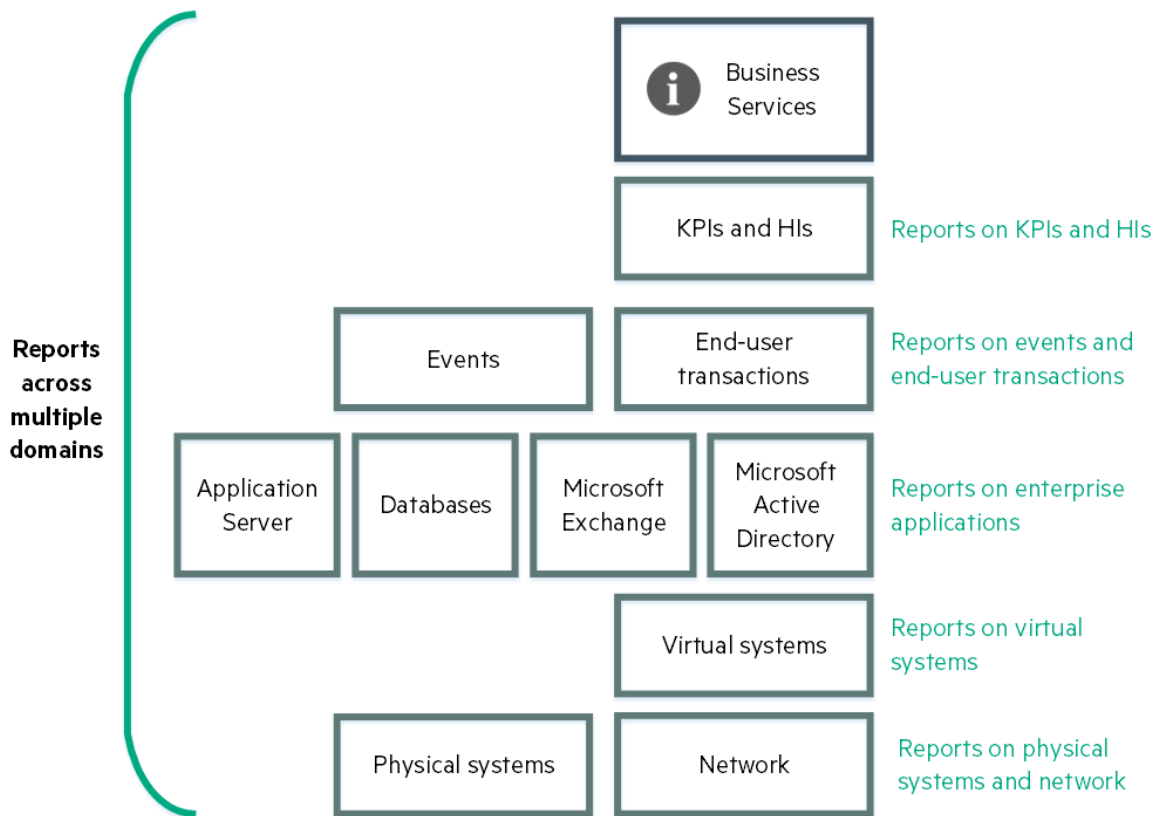 Business
Services
KPIs and HIs
Reports on KPIs and HIs
Reports
across
multiple
domains
Events
End-user
transactions
Reports on events and
end-user transactions
Application
Server
Databases
Microsoft
Exchange
Microsoft
Active
Directory
Reports on enterprise
applications
Virtual systems
Reports on virtual
systems
Physical systems
Network
Reports on physical
systems and network